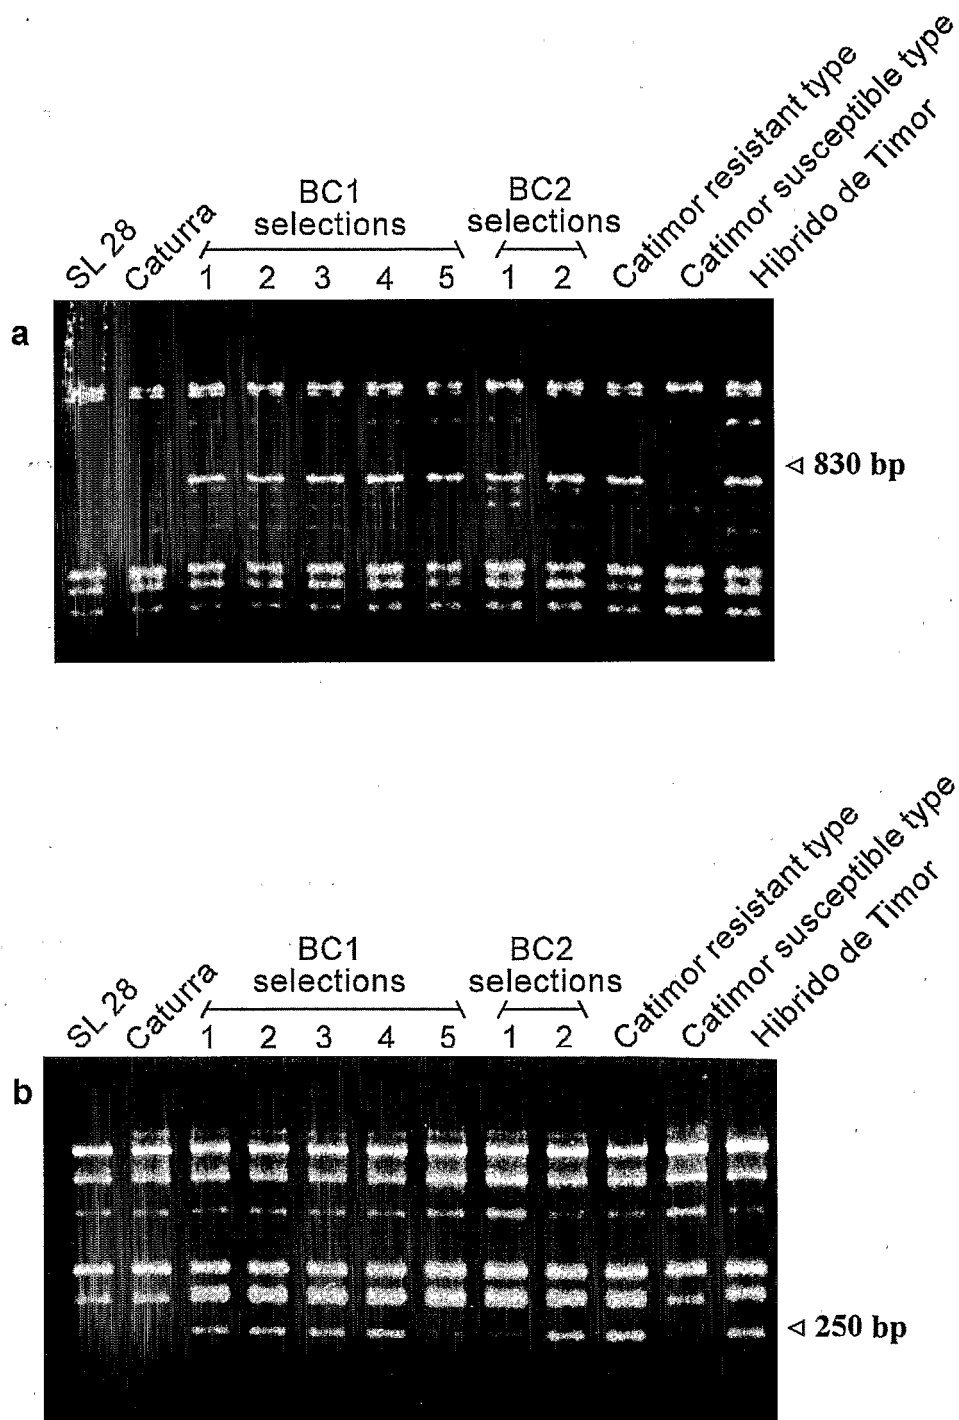 SL 28
Caturra
BC1
selections
1 2 3 4 5
BC2
selections
1 2
Catimor resistant type
Catimor susceptible type
Hibrido de Timor
a
830 bp
SL 28
Caturra
BC1
selections
1 2 3 4 5
BC2
selections
1 2
Catimor resistant type
Catimor susceptible type
Hibrido de Timor
b
250 bp